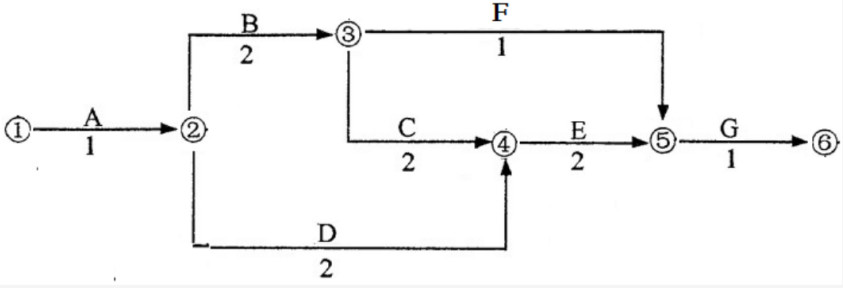 F
B
③
2
1
A
C
E
G
①
②
④
⑤
⑥
1
2
2
1
D
2